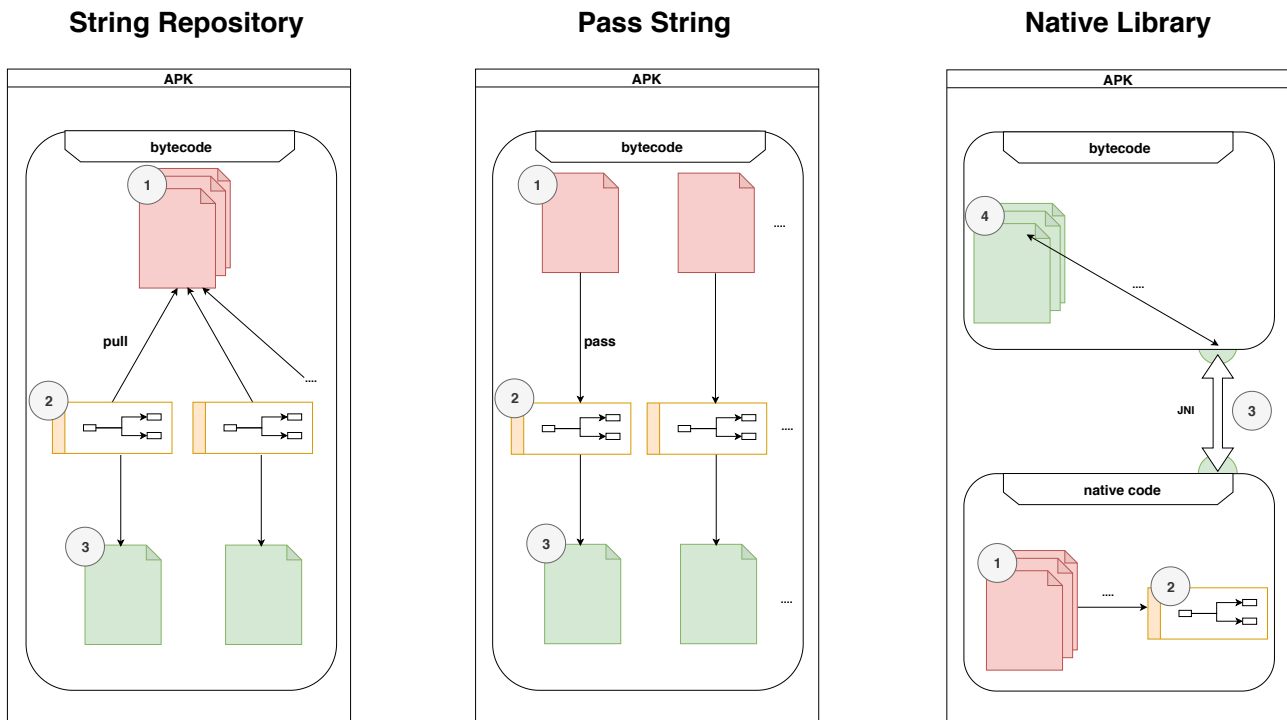 String Repository
APK
bytecode
1
pull
....
2
3
Pass String
APK
bytecode
1
....
pass
2
....
3
....
Native Library
APK
bytecode
4
....
JNI
3
native code
1
....
2